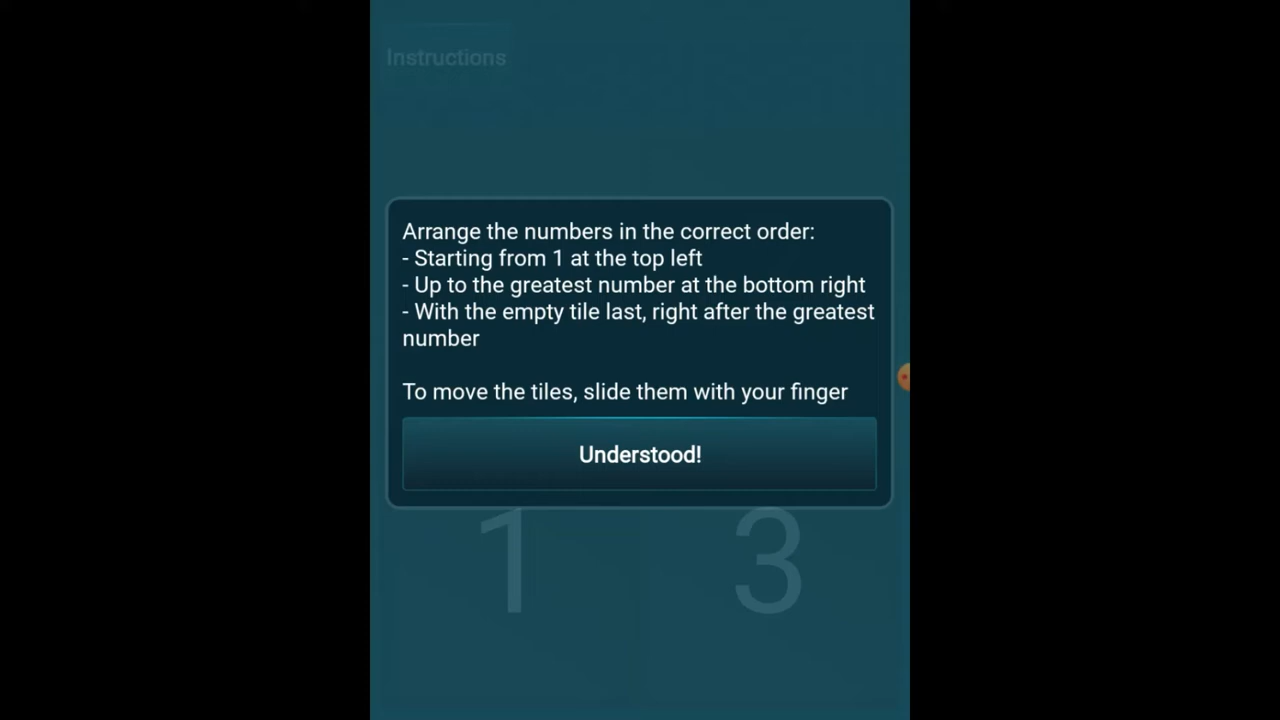 Instructions
Arrange the numbers in the correct order:
- Starting from 1 at the top left
- Up to the greatest number at the bottom right
- With the empty tile last, right after the greatest
number
To move the tiles, slide them with your finger
Understood!
1 3